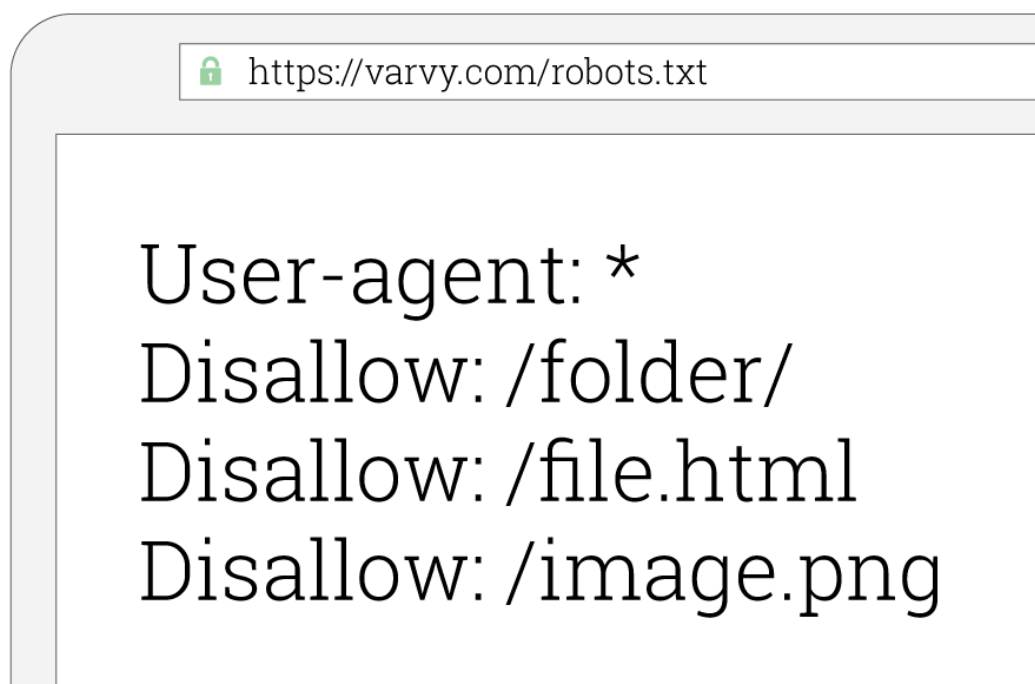 https://varvy.com/robots.txt
User-agent: *
Disallow: /folder/
Disallow: /file.html
Disallow: /image.png